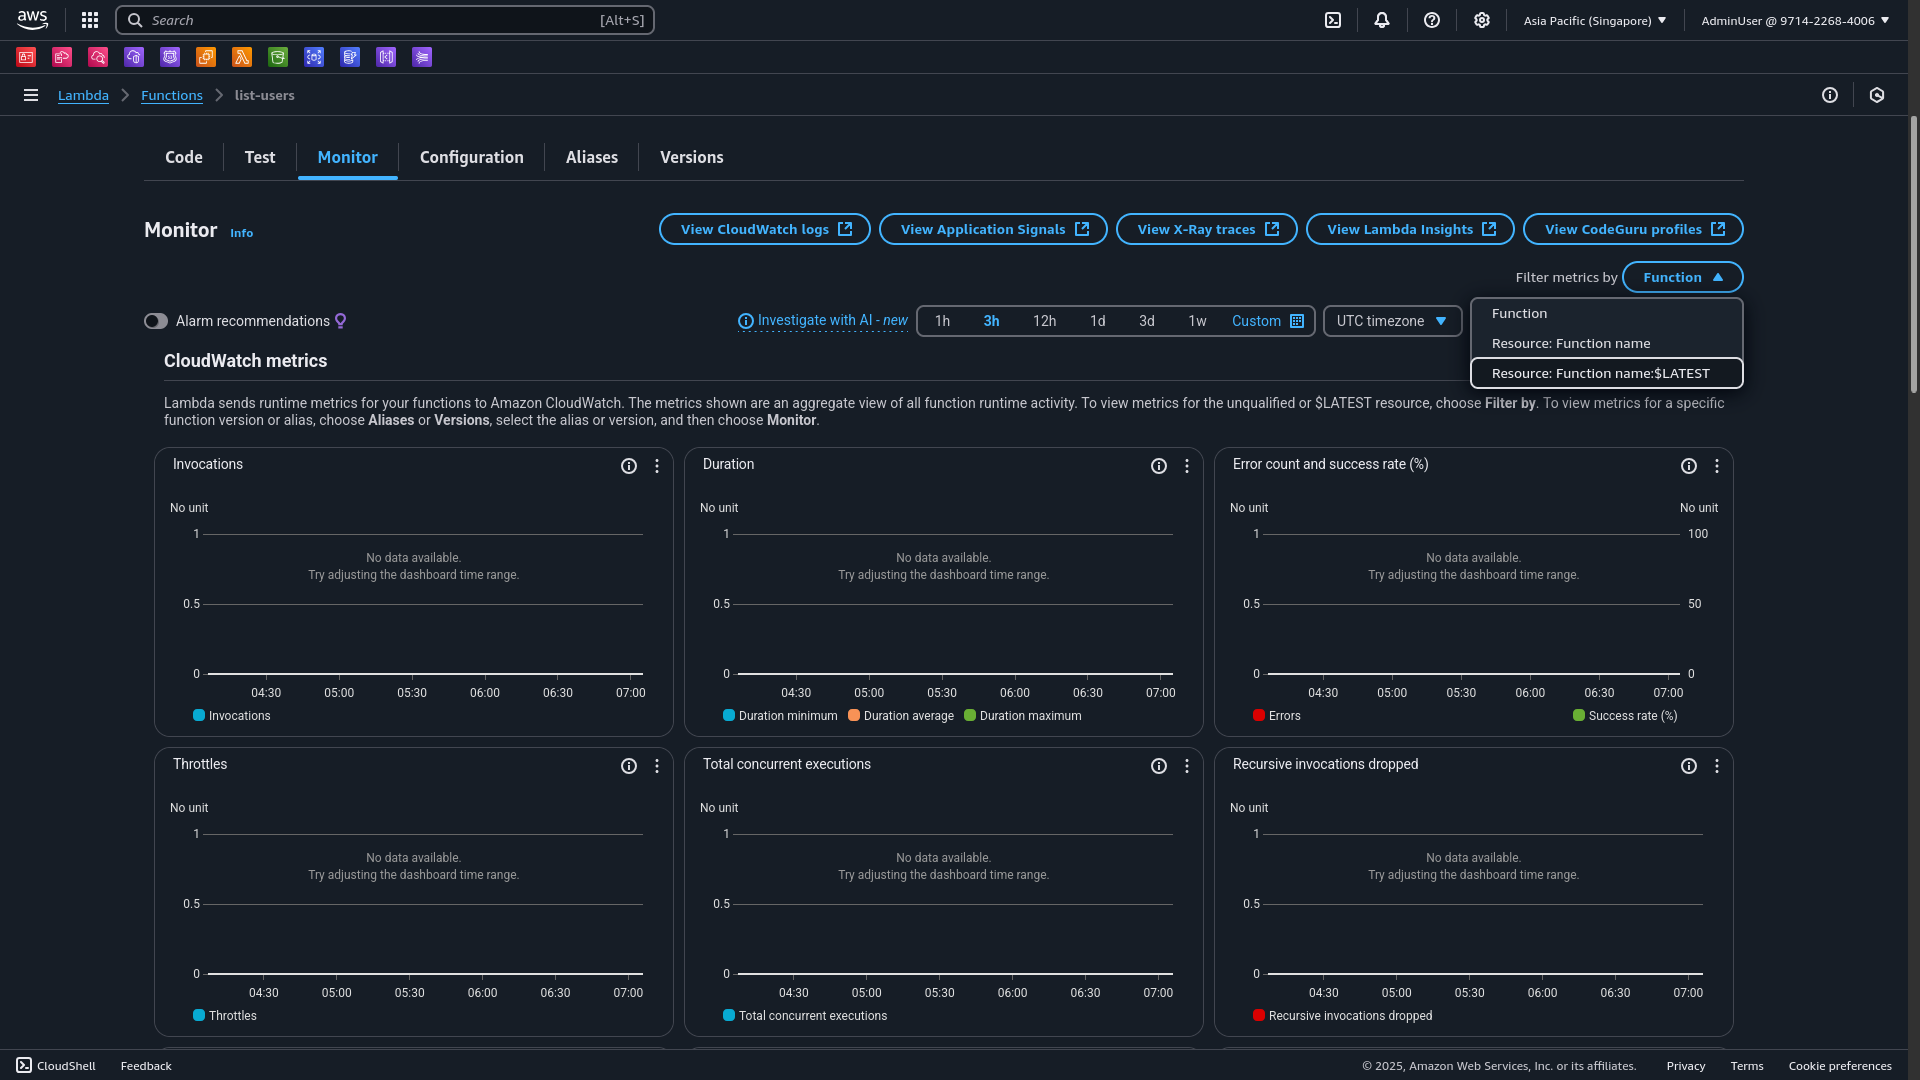 aws
Search [Alt+S]
Asia Pacific (Singapore)
AdminUser @ 9714-2268-4006
Lambda
Functions
list-users
Code
Test
Monitor
Configuration
Aliases
Versions
Monitor Info
View CloudWatch logs
View Application Signals
View X-Ray traces
View Lambda Insights
View CodeGuru profiles
Filter metrics by Function
Alarm recommendations
Investigate with AI - new
1h 3h 12h 1d 3d 1w Custom
UTC timezone
Function
Resource: Function name
Resource: Function name:$LATEST
CloudWatch metrics
Lambda sends runtime metrics for your functions to Amazon CloudWatch. The metrics shown are an aggregate view of all function runtime activity. To view metrics for the unqualified or $LATEST resource, choose Filter by. To view metrics for a specific
function version or alias, choose Aliases or Versions, select the alias or version, and then choose Monitor.
Invocations
No unit
1
No data available.
Try adjusting the dashboard time range.
0.5
0
04:30 05:00 05:30 06:00 06:30 07:00
Invocations
Duration
No unit
1
No data available.
Try adjusting the dashboard time range.
0.5
0
04:30 05:00 05:30 06:00 06:30 07:00
Duration minimum Duration average Duration maximum
Error count and success rate (%)
No unit No unit
1 100
No data available.
Try adjusting the dashboard time range.
0.5 50
0 0
04:30 05:00 05:30 06:00 06:30 07:00
Errors Success rate (%)
Throttles
No unit
1
No data available.
Try adjusting the dashboard time range.
0.5
0
04:30 05:00 05:30 06:00 06:30 07:00
Throttles
Total concurrent executions
No unit
1
No data available.
Try adjusting the dashboard time range.
0.5
0
04:30 05:00 05:30 06:00 06:30 07:00
Total concurrent executions
Recursive invocations dropped
No unit
1
No data available.
Try adjusting the dashboard time range.
0.5
0
04:30 05:00 05:30 06:00 06:30 07:00
Recursive invocations dropped
CloudShell
Feedback
© 2025, Amazon Web Services, Inc. or its affiliates.
Privacy
Terms
Cookie preferences